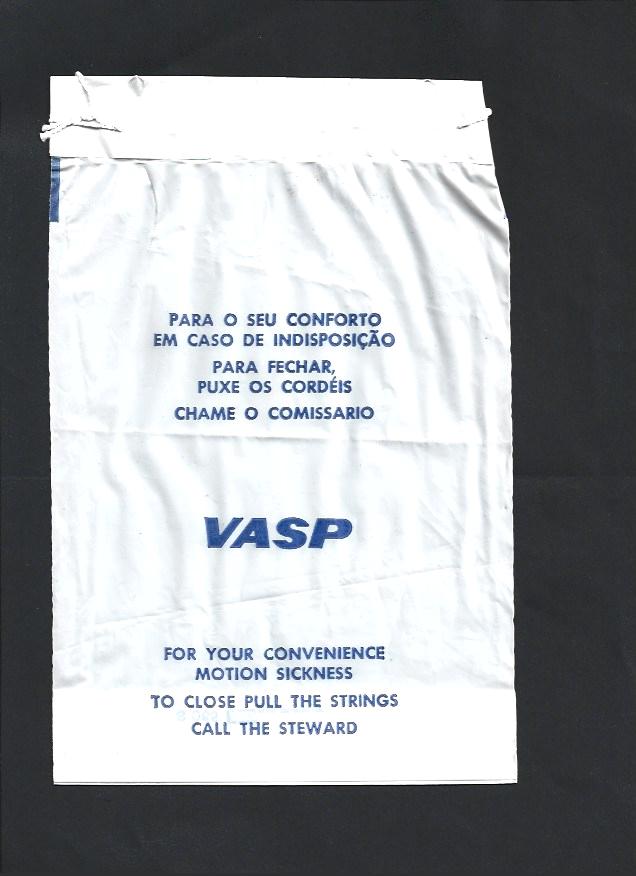 PARA O SEU CONFORTO
EM CASO DE INDISPOSIÇÃO
PARA FECHAR,
PUXE OS CORDÉIS
CHAME O COMISSARIO
VASP
FOR YOUR CONVENIENCE
MOTION SICKNESS
TO CLOSE PULL THE STRINGS
CALL THE STEWARD